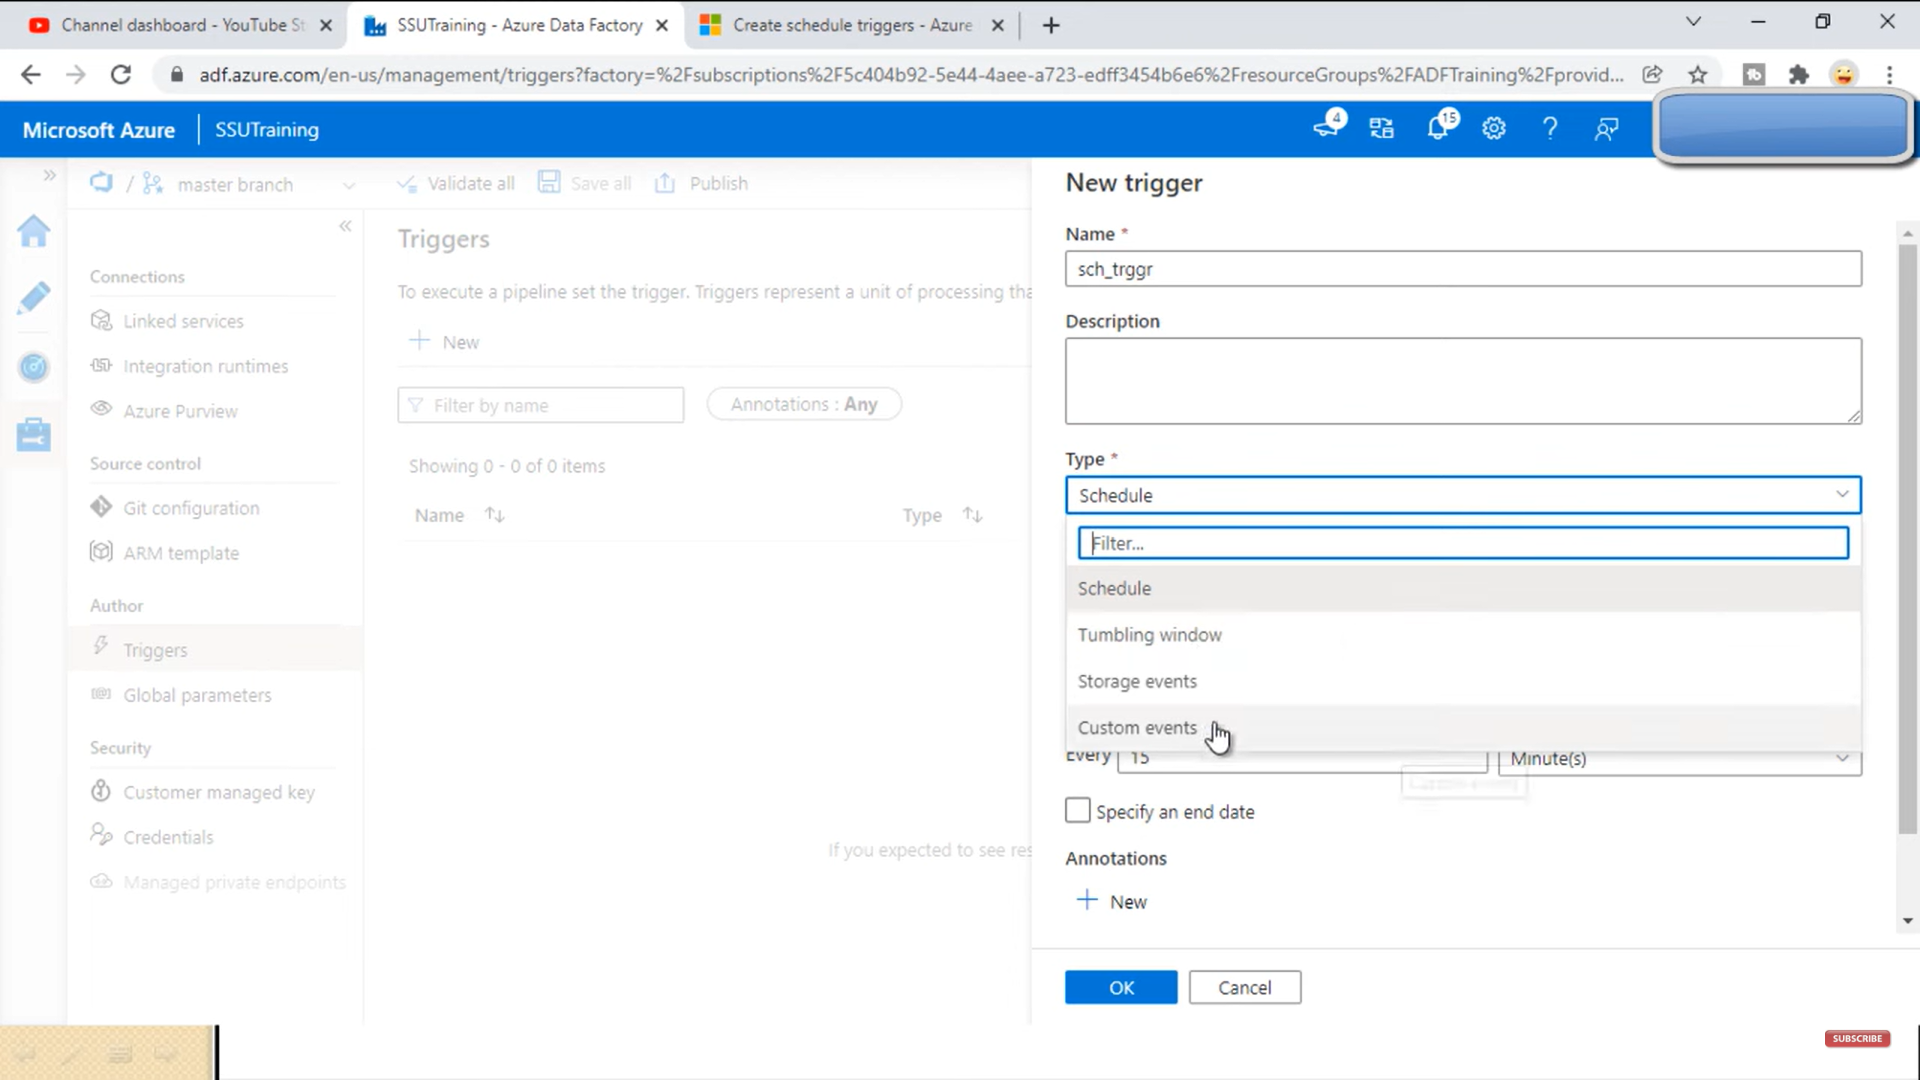 Channel dashboard - YouTube St
SSUTraining - Azure Data Factory
Create schedule triggers - Azure
adf.azure.com/en-us/management/triggers?factory=%2Fsubscriptions%2F5c404b92-5e44-4aee-a723-edff3454b6e6%2FresourceGroups%2FADFTraining%2Fprovid...
Microsoft Azure
SSUTraining
4
15
?
/ master branch
Validate all
Save all
Publish
Connections
Linked services
Integration runtimes
Azure Purview
Source control
Git configuration
ARM template
Author
Triggers
Global parameters
Security
Customer managed key
Credentials
Managed private endpoints
Triggers
To execute a pipeline set the trigger. Triggers represent a unit of processing tha
New
Filter by name
Annotations : Any
Showing 0 - 0 of 0 items
Name
Type
If you expected to see res
New trigger
Name *
sch_trggr
Description
Type *
Schedule
Filter...
Schedule
Tumbling window
Storage events
Custom events
Every 15 Minute(s)
Specify an end date
Annotations
New
OK
Cancel
SUBSCRIBE